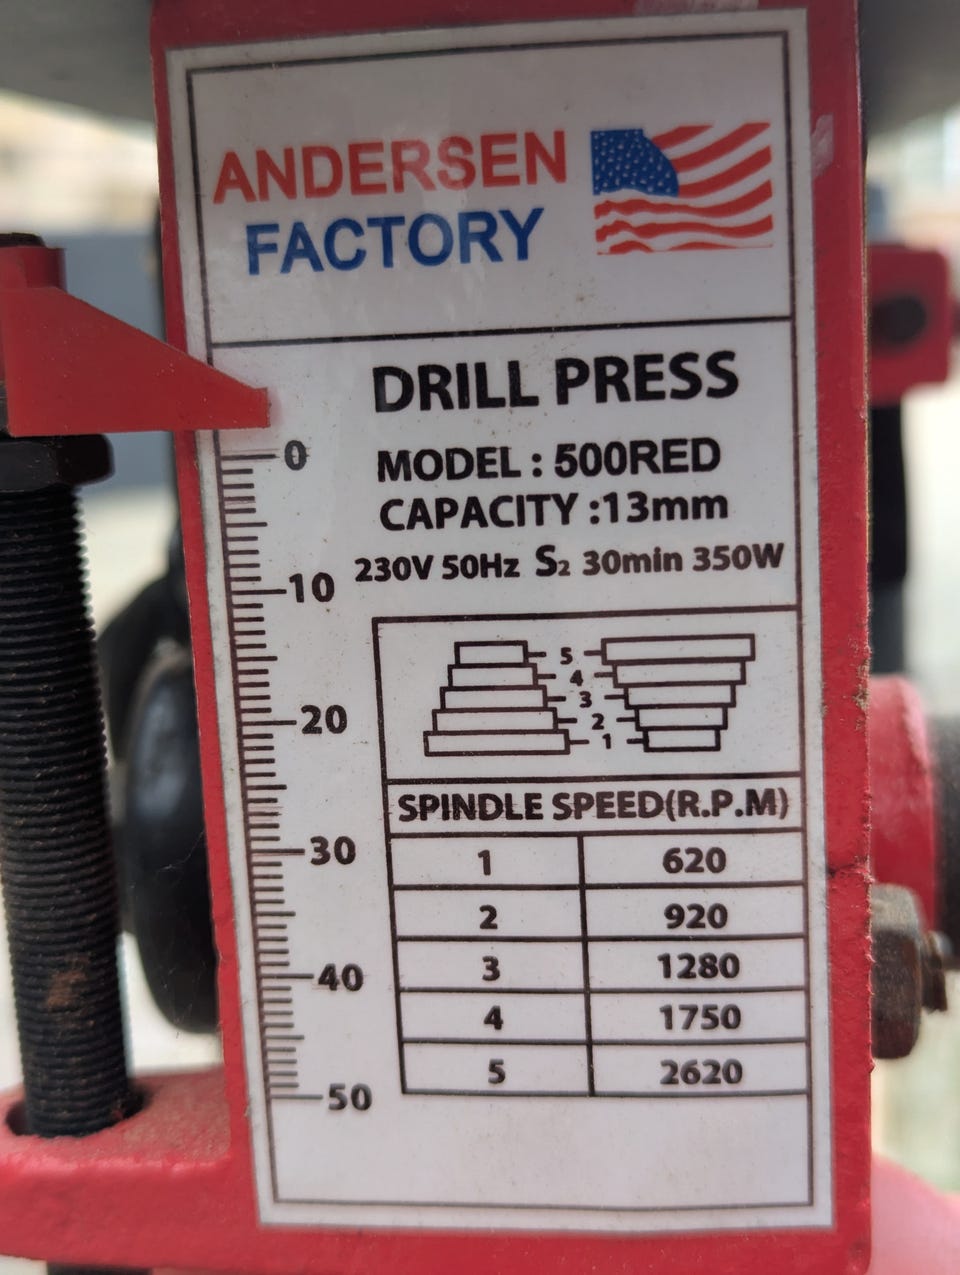 ANDERSEN
FACTORY
DRILL PRESS
MODEL : 500RED
CAPACITY :13mm
230V 50Hz S2 30min 350W
0
10
20
30
40
50
5
4
3
2
1
SPINDLE SPEED(R.P.M)
1 620
2 920
3 1280
4 1750
5 2620